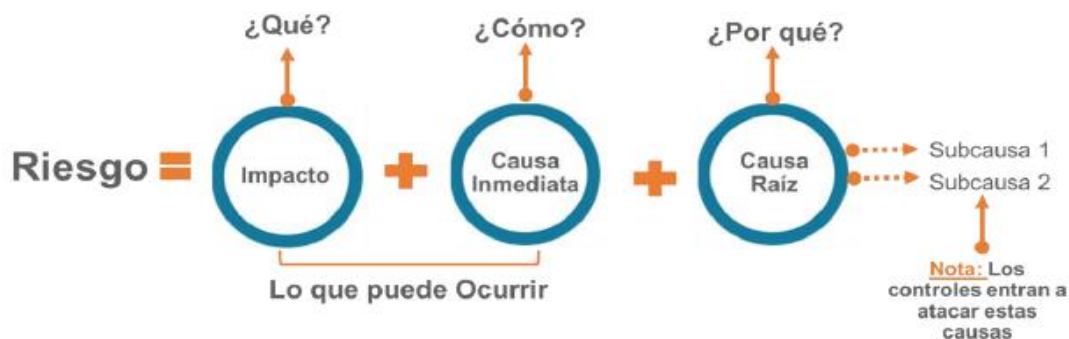 ¿Qué?
¿Cómo?
¿Por qué?
Riesgo =
Impacto
+
Causa
Inmediata
+
Causa
Raíz
Subcausa 1
Subcausa 2
Lo que puede Ocurrir
Nota: Los
controles entran a
atacar estas
causas